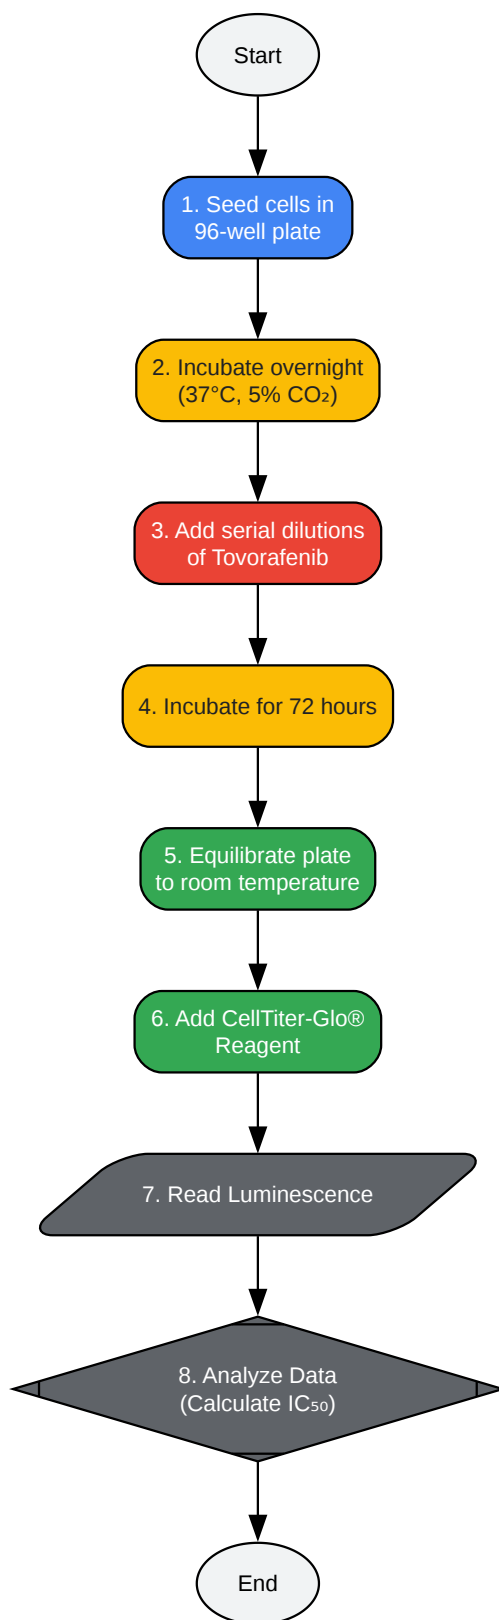 Start
1. Seed cells in
96-well plate
2. Incubate overnight
(37°C, 5% CO₂)
3. Add serial dilutions
of Tovorafenib
4. Incubate for 72 hours
5. Equilibrate plate
to room temperature
6. Add CellTiter-Glo®
Reagent
7. Read Luminescence
8. Analyze Data
(Calculate IC₅₀)
End